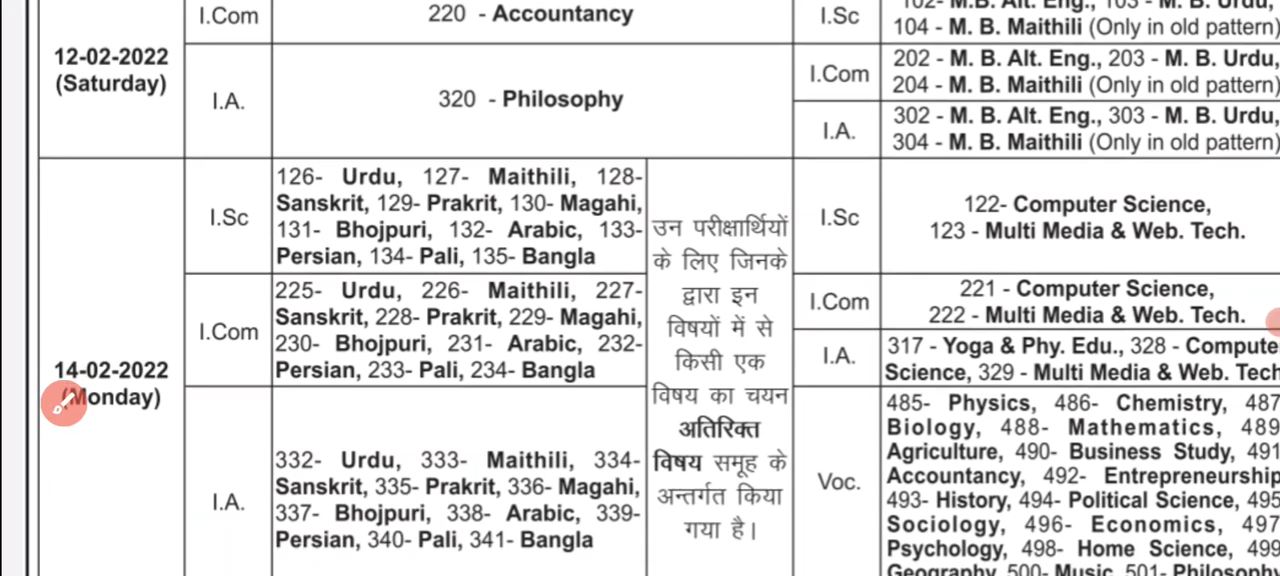 12-02-2022
(Saturday)
I.Com
220 - Accountancy
I.Sc
104 - M. B. Maithili (Only in old pattern)
I.A.
320 - Philosophy
I.Com
202 - M. B. Alt. Eng., 203 - M. B. Urdu,
204 - M. B. Maithili (Only in old pattern)
I.A.
302 - M. B. Alt. Eng., 303 - M. B. Urdu,
304 - M. B. Maithili (Only in old pattern)
14-02-2022
(Monday)
I.Sc
126- Urdu, 127- Maithili, 128-
Sanskrit, 129- Prakrit, 130- Magahi,
131- Bhojpuri, 132- Arabic, 133-
Persian, 134- Pali, 135- Bangla
I.Com
225- Urdu, 226- Maithili, 227-
Sanskrit, 228- Prakrit, 229- Magahi,
230- Bhojpuri, 231- Arabic, 232-
Persian, 233- Pali, 234- Bangla
I.A.
332- Urdu, 333- Maithili, 334-
Sanskrit, 335- Prakrit, 336- Magahi,
337- Bhojpuri, 338- Arabic, 339-
Persian, 340- Pali, 341- Bangla
उन परीक्षार्थियों
के लिए जिनके
द्वारा इन
विषयों में से
किसी एक
विषय का चयन
अतिरिक्त
विषय समूह के
अन्तर्गत किया
गया है।
I.Sc
122- Computer Science,
123 - Multi Media & Web. Tech.
I.Com
221 - Computer Science,
222 - Multi Media & Web. Tech.
I.A.
317 - Yoga & Phy. Edu., 328 - Compute
Science, 329 - Multi Media & Web. Tech
Voc.
485- Physics, 486- Chemistry, 487
Biology, 488- Mathematics, 489
Agriculture, 490- Business Study, 491
Accountancy, 492- Entrepreneurship
493- History, 494- Political Science, 495
Sociology, 496- Economics, 497
Psychology, 498- Home Science, 499
Geography, 500- Music, 501- Philosophy